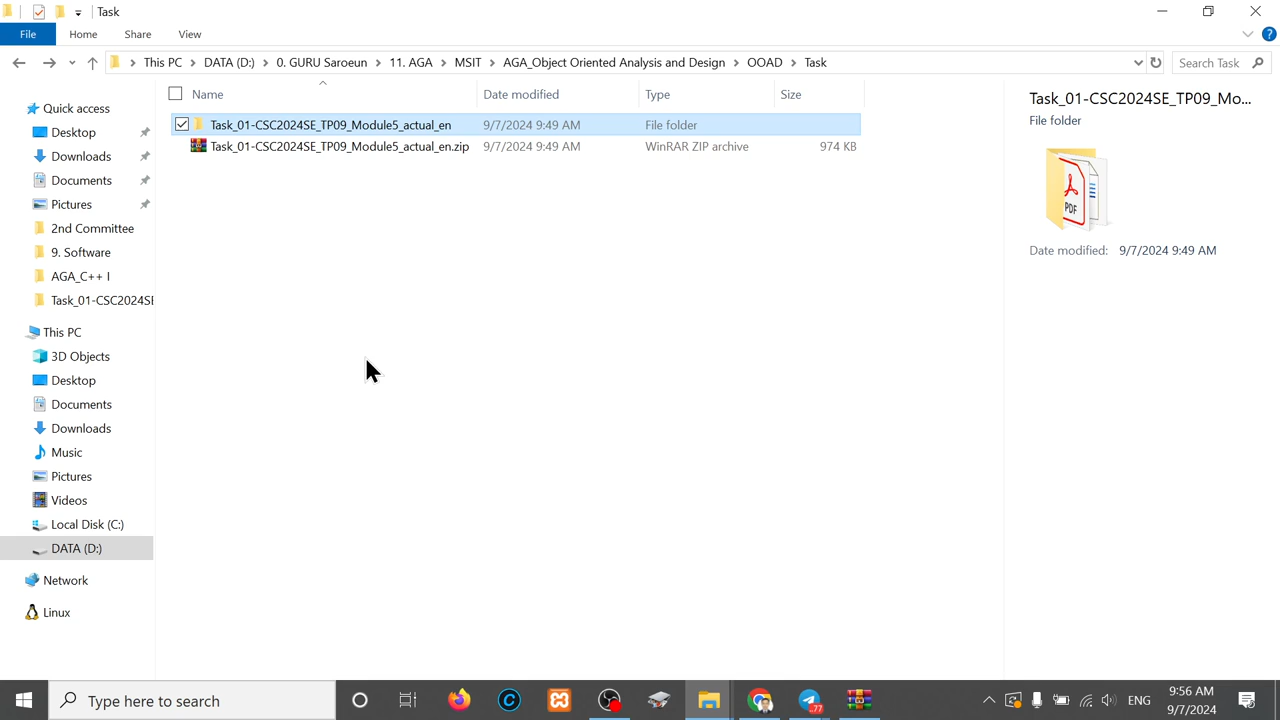 Task
File Home Share View
This PC DATA (D:) 0. GURU Saroeun 11. AGA MSIT AGA_Object Oriented Analysis and Design OOAD Task Search Task
Name Date modified Type Size
Task_01-CSC2024SE_TP09_Module5_actual_en 9/7/2024 9:49 AM File folder
Task_01-CSC2024SE_TP09_Module5_actual_en.zip 9/7/2024 9:49 AM WinRAR ZIP archive 974 KB
Quick access
Desktop
Downloads
Documents
Pictures
2nd Committee
9. Software
AGA_C++ I
Task_01-CSC2024SE
This PC
3D Objects
Desktop
Documents
Downloads
Music
Pictures
Videos
Local Disk (C:)
DATA (D:)
Network
Linux
Task_01-CSC2024SE_TP09_Mo...
File folder
PDF
Date modified: 9/7/2024 9:49 AM
Type here to search
77
ENG
9:56 AM
9/7/2024